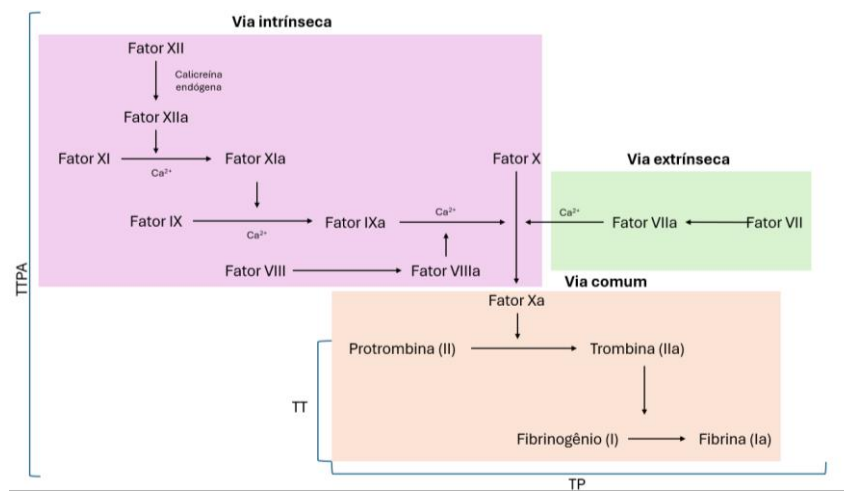 Via intrínseca
Fator XII
Calicreína
endógena
Fator XIIa
Fator XI
Ca²⁺
Fator XIa
Fator X
Via extrínseca
Fator IX
Ca²⁺
Fator IXa
Ca²⁺
Ca²⁺
Fator VIIa
Fator VII
Fator VIII
Fator VIIIa
Via comum
TTPA
Fator Xa
Protrombina (II)
Trombina (IIa)
TT
Fibrinogênio (I)
Fibrina (Ia)
TP